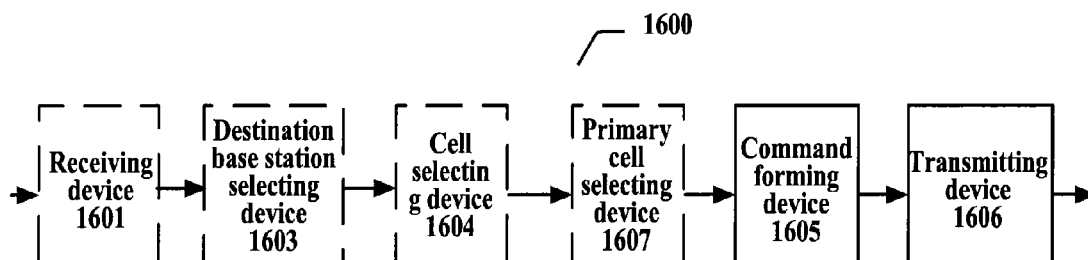 1600
Receiving
device
1601
Destination
base station
selecting
device
1603
Cell
selectin
g device
1604
Primary
cell
selecting
device
1607
Command
forming
device
1605
Transmitting
device
1606